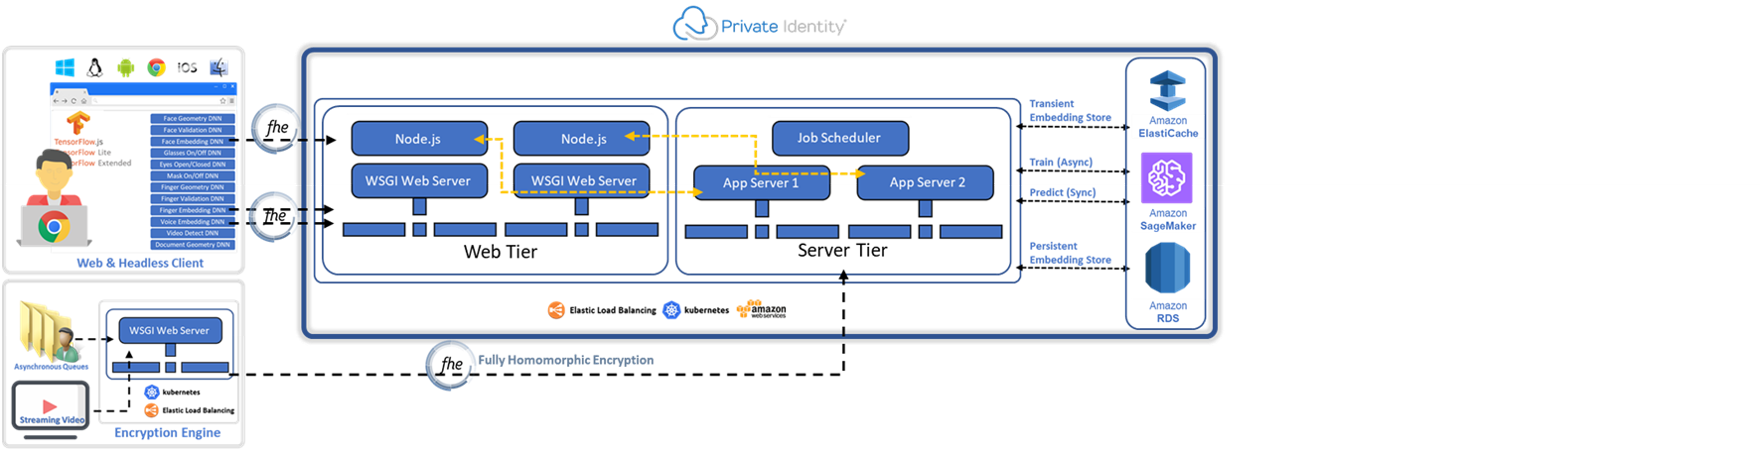 Private Identity
iOS
TensorFlow.js
TensorFlow Lite
TensorFlow Extended
Face Geometry DNN
Face Validation DNN
Face Embedding DNN
Glasses On/Off DNN
Eyes Open/Closed DNN
Mask On/Off DNN
Finger Geometry DNN
Finger Validation DNN
Finger Embedding DNN
Voice Embedding DNN
Video Detect DNN
Document Geometry DNN
Web & Headless Client
fhe
fhe
Node.js
Node.js
WSGI Web Server
WSGI Web Server
Web Tier
Job Scheduler
App Server 1
App Server 2
Server Tier
Elastic Load Balancing
kubernetes
amazon
webservices
Transient
Embedding Store
Train (Async)
Predict (Sync)
Persistent
Embedding Store
Amazon
ElastiCache
Amazon
SageMaker
Amazon
RDS
Asynchronous Queues
Streaming Video
WSGI Web Server
kubernetes
Elastic Load Balancing
Encryption Engine
fhe
Fully Homomorphic Encryption